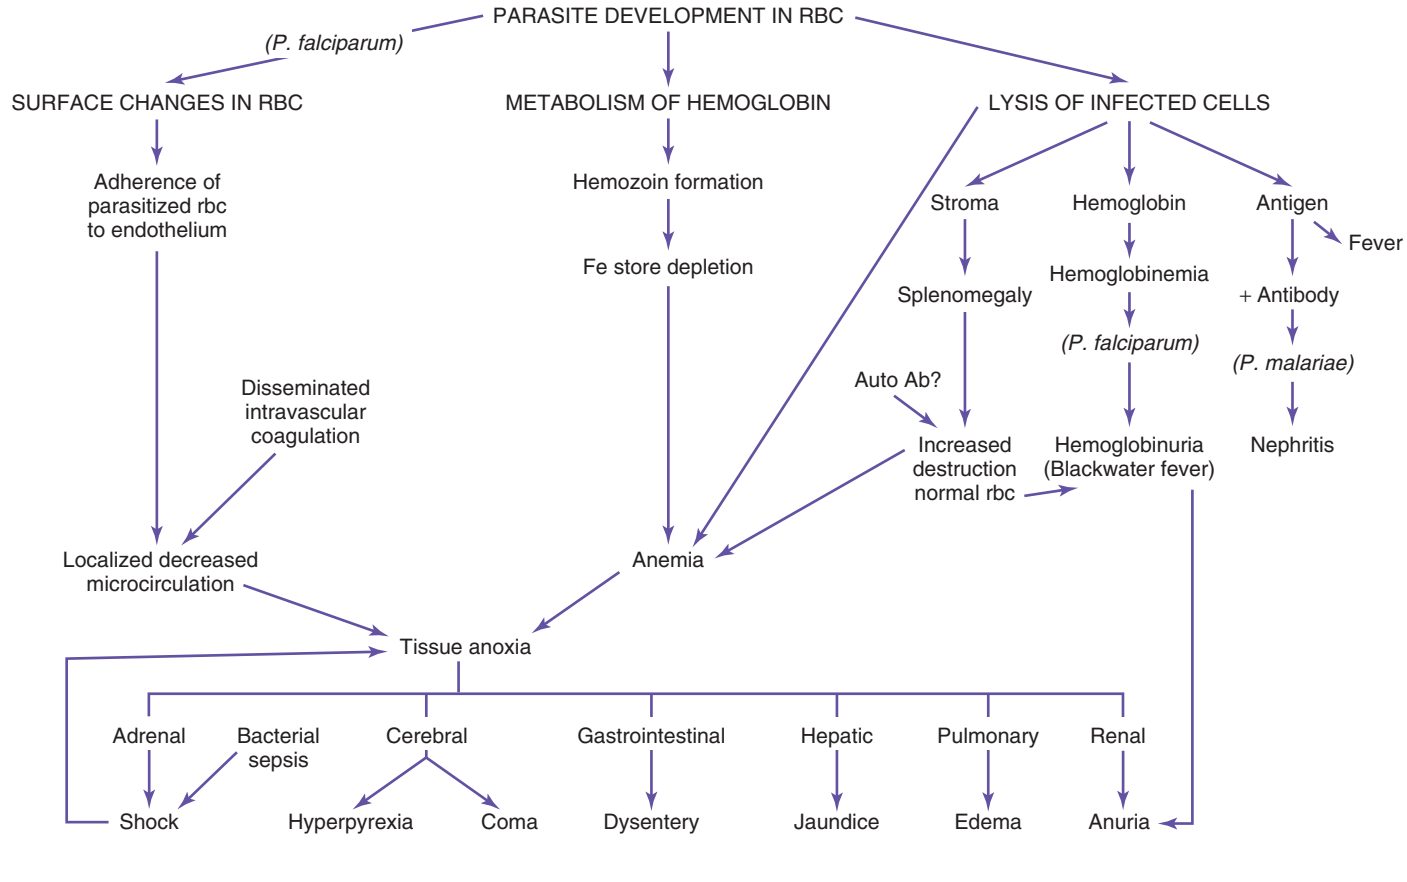 PARASITE DEVELOPMENT IN RBC
(P. falciparum)
SURFACE CHANGES IN RBC
METABOLISM OF HEMOGLOBIN
LYSIS OF INFECTED CELLS
Adherence of
parasitized rbc
to endothelium
Hemozoin formation
Stroma
Hemoglobin
Antigen
Fever
Fe store depletion
Hemoglobinemia
Splenomegaly
+ Antibody
(P. falciparum)
(P. malariae)
Auto Ab?
Disseminated
intravascular
coagulation
Increased
destruction
normal rbc
Hemoglobinuria
(Blackwater fever)
Nephritis
Localized decreased
microcirculation
Anemia
Tissue anoxia
Adrenal
Bacterial
sepsis
Cerebral
Gastrointestinal
Hepatic
Pulmonary
Renal
Shock
Hyperpyrexia
Coma
Dysentery
Jaundice
Edema
Anuria